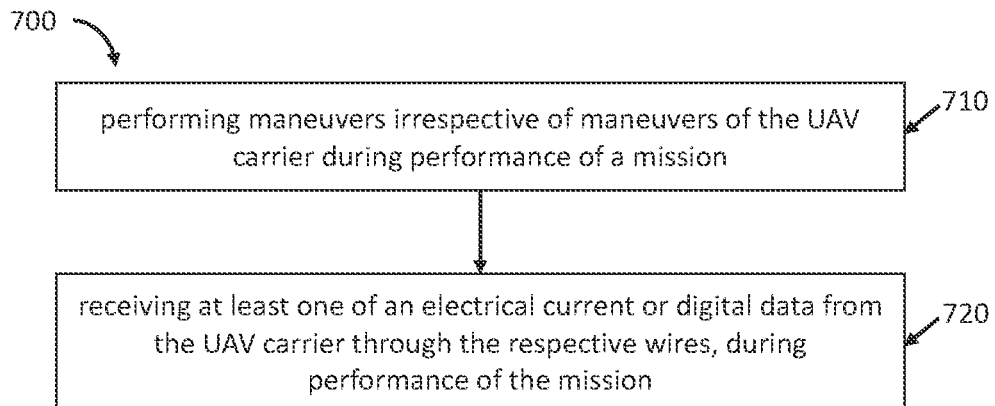 700
performing maneuvers irrespective of maneuvers of the UAV
carrier during performance of a mission
710
receiving at least one of an electrical current or digital data from
the UAV carrier through the respective wires, during
performance of the mission
720